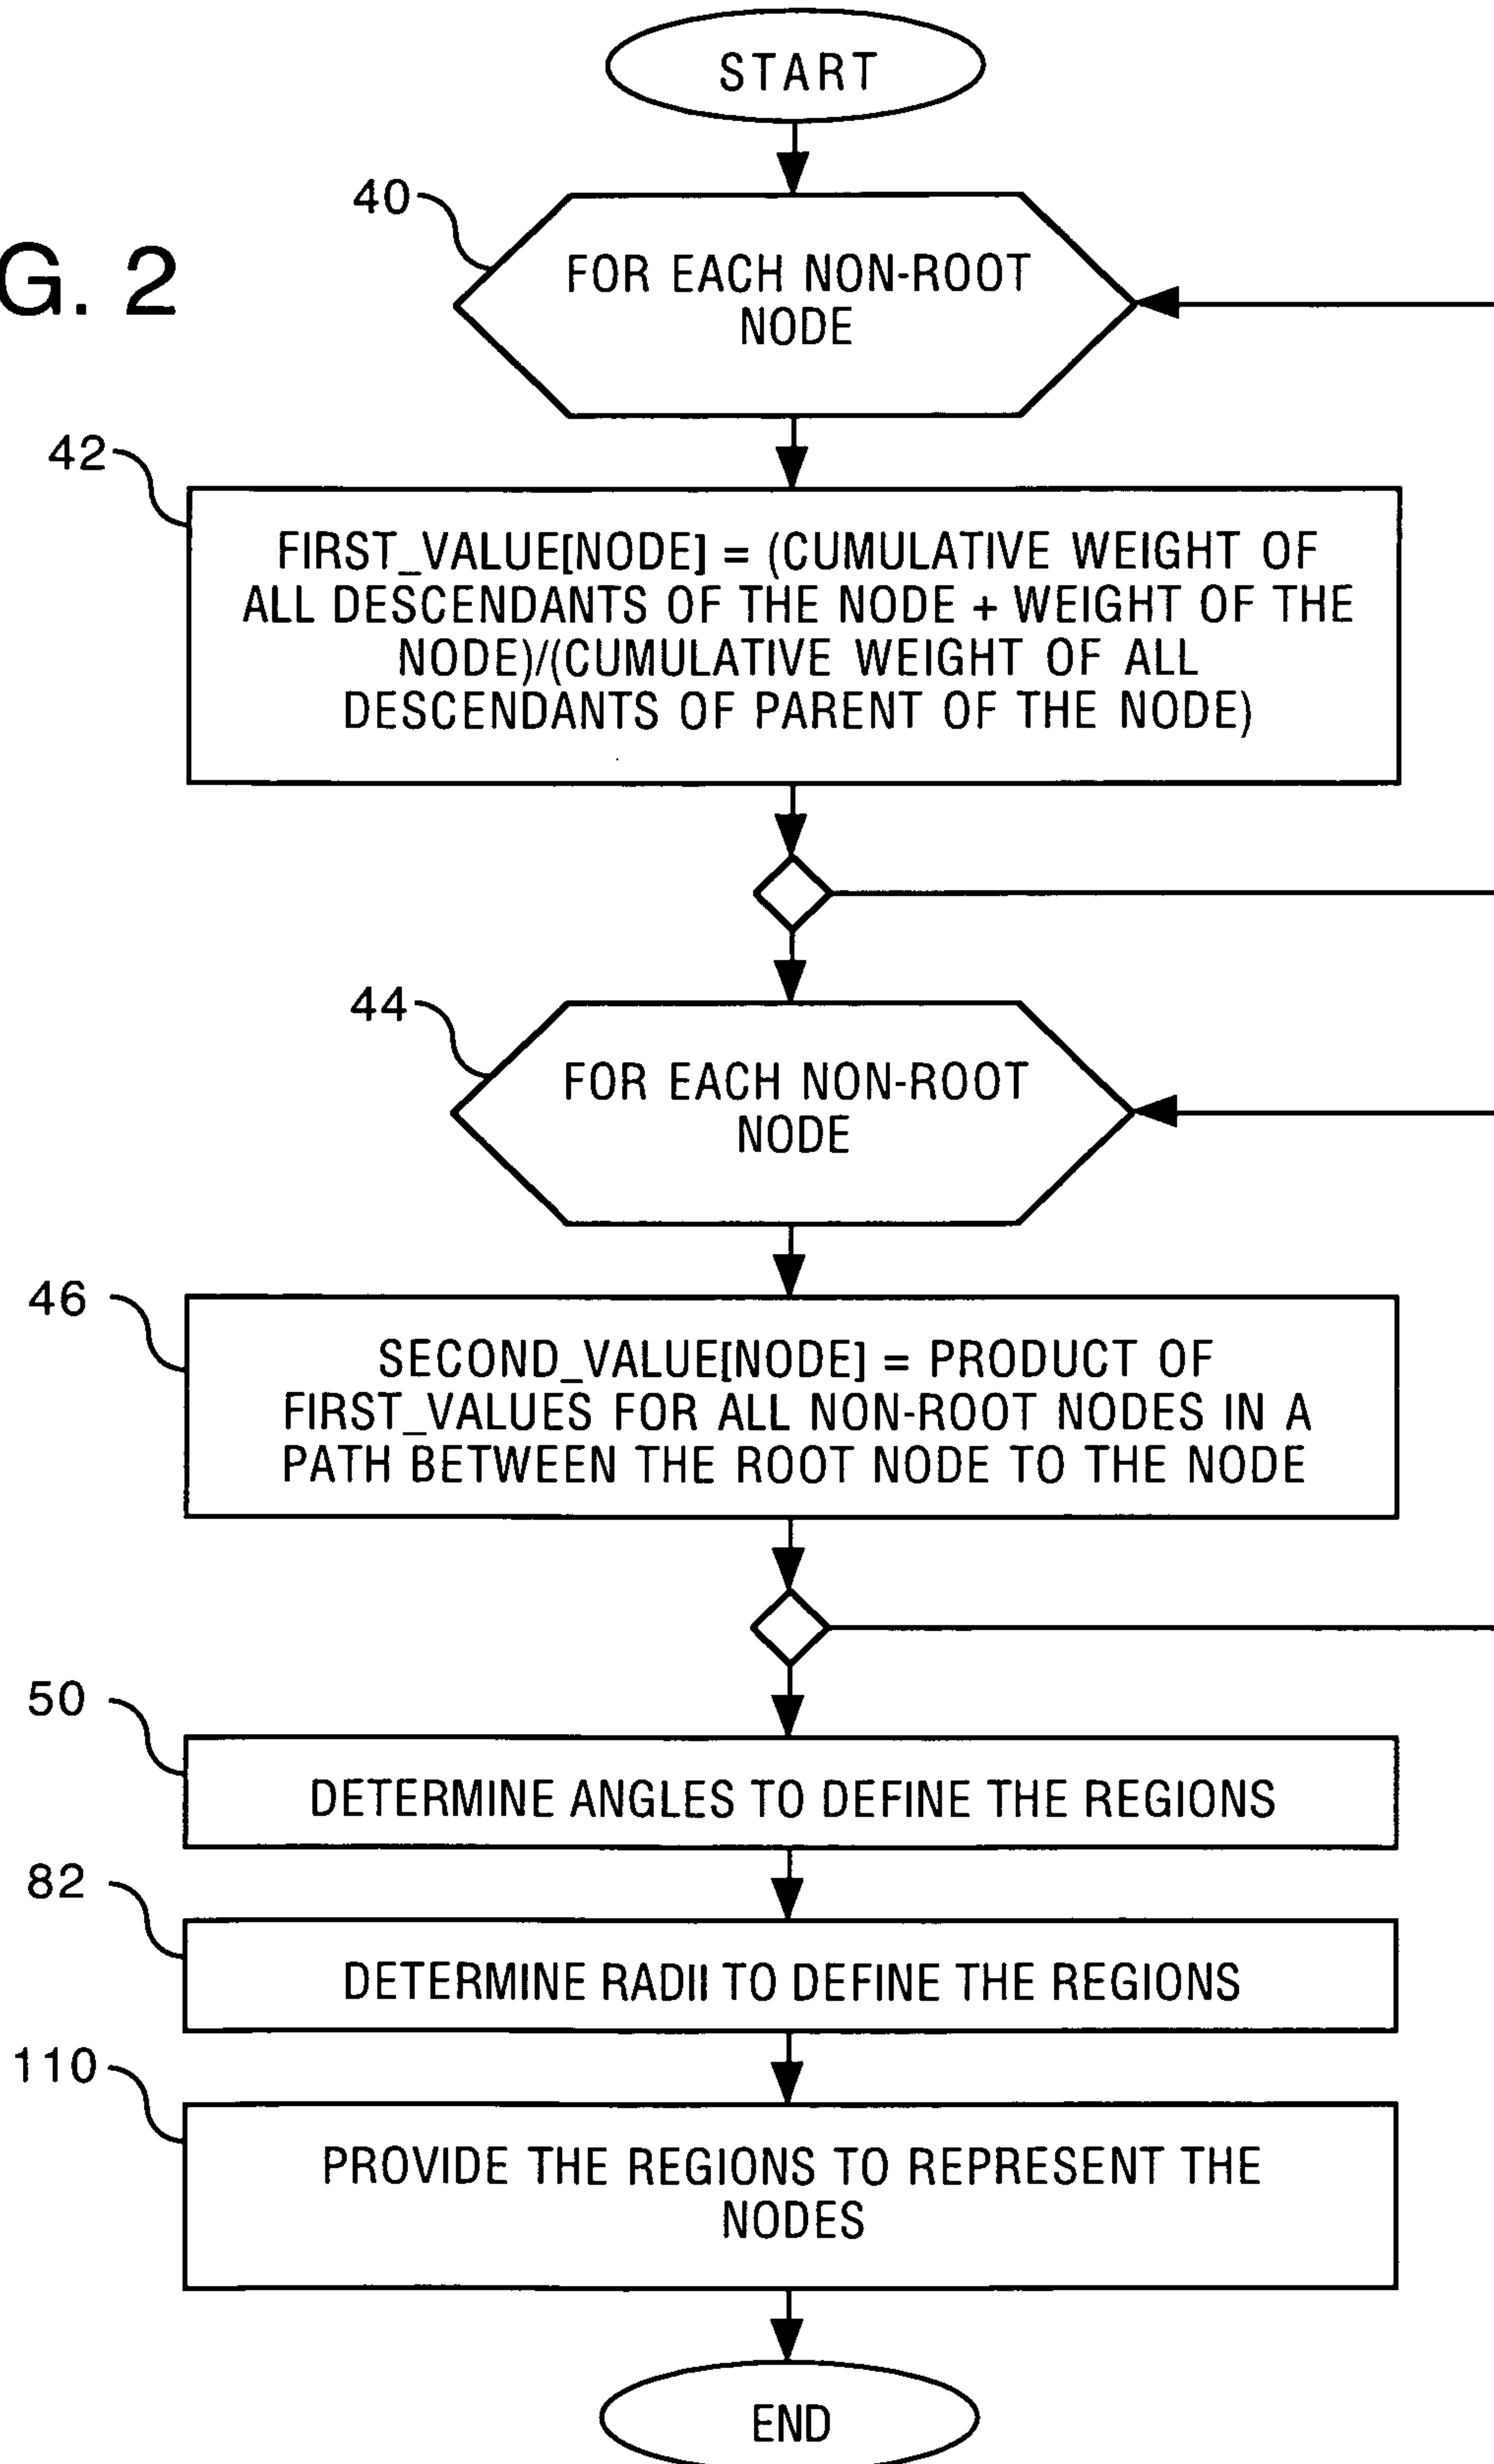 START
40
G. 2
FOR EACH NON-ROOT
NODE
42
FIRST_VALUE[NODE] = (CUMULATIVE WEIGHT OF
ALL DESCENDANTS OF THE NODE + WEIGHT OF THE
NODE)/(CUMULATIVE WEIGHT OF ALL
DESCENDANTS OF PARENT OF THE NODE)
44
FOR EACH NON-ROOT
NODE
46
SECOND_VALUE[NODE] = PRODUCT OF
FIRST_VALUES FOR ALL NON-ROOT NODES IN A
PATH BETWEEN THE ROOT NODE TO THE NODE
50
DETERMINE ANGLES TO DEFINE THE REGIONS
82
DETERMINE RADII TO DEFINE THE REGIONS
110
PROVIDE THE REGIONS TO REPRESENT THE
NODES
END